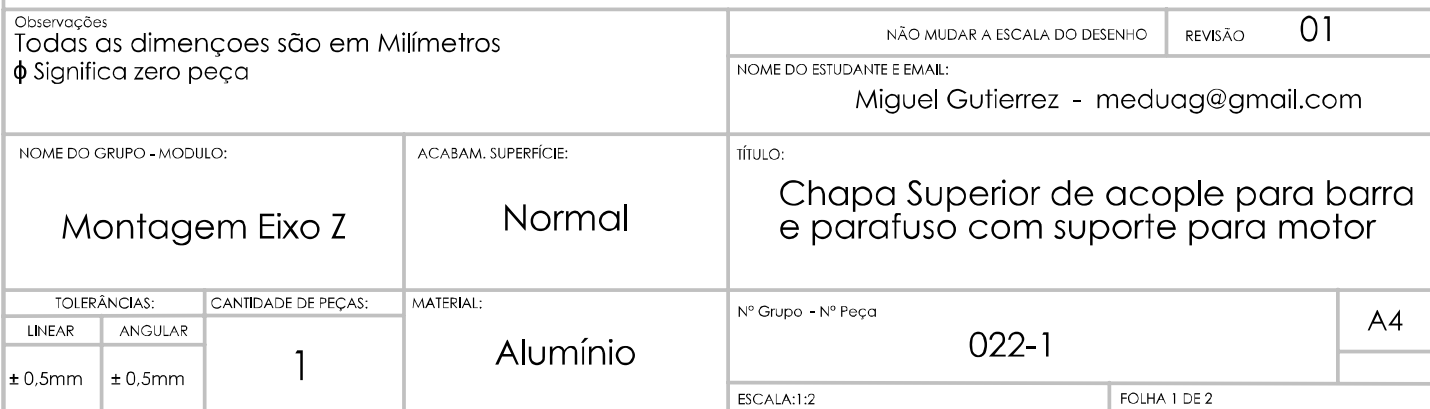 Observações
Todas as dimençoes são em Milímetros
ϕ Significa zero peça
NÃO MUDAR A ESCALA DO DESENHO
REVISÃO 01
NOME DO ESTUDANTE E EMAIL:
Miguel Gutierrez - meduag@gmail.com
NOME DO GRUPO - MODULO:
Montagem Eixo Z
ACABAM. SUPERFÍCIE:
Normal
TÍTULO:
Chapa Superior de acople para barra
e parafuso com suporte para motor
TOLERÂNCIAS:
LINEAR ANGULAR
± 0,5mm ± 0,5mm
CANTIDADE DE PEÇAS:
1
MATERIAL:
Alumínio
Nº Grupo - Nº Peça
022-1
A4
ESCALA:1:2
FOLHA 1 DE 2